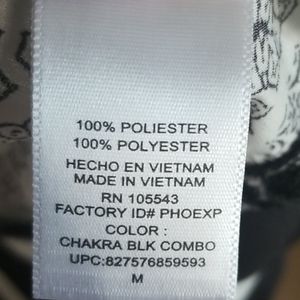 100% POLIESTER
100% POLYESTER
HECHO EN VIETNAM
MADE IN VIETNAM
RN 105543
FACTORY ID# PHOEXP
COLOR :
CHAKRA BLK COMBO
UPC:827576859593
M